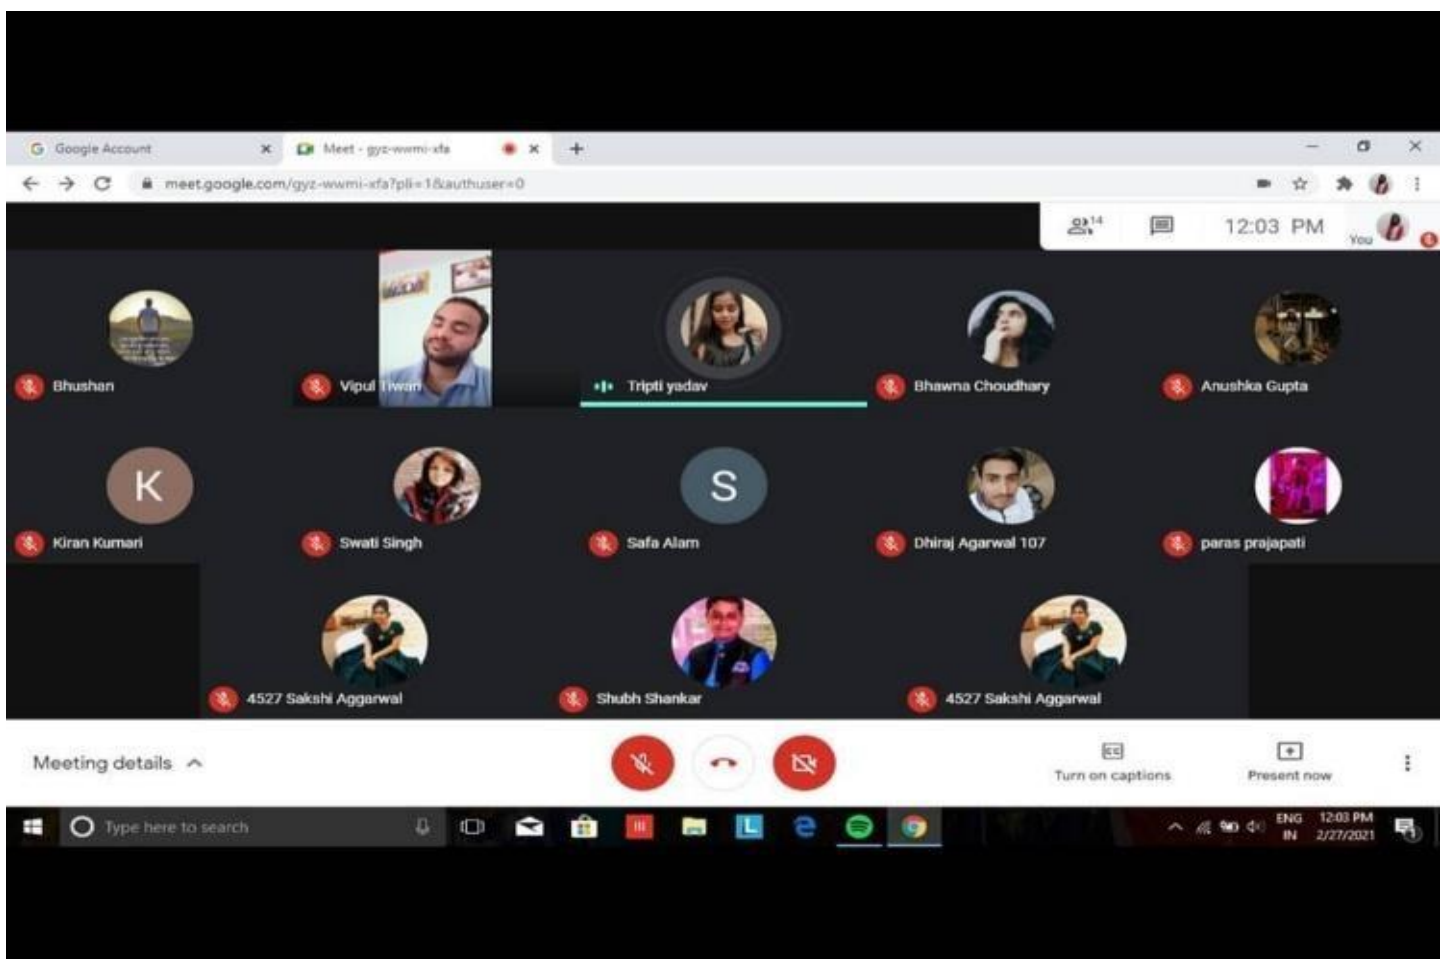 Google Account
Meet - gyz-wwmi-xfa
meet.google.com/gyz-wwmi-xfa?pli=1&authuser=0
14
12:03 PM
You
Bhushan
Vipul Tiwari
Tripti yadav
Bhawna Choudhary
Anushka Gupta
K
S
Kiran Kumari
Swati Singh
Safa Alam
Dhiraj Agarwal 107
paras prajapati
4527 Sakshi Aggarwal
Shubh Shankar
4527 Sakshi Aggarwal
Meeting details
Turn on captions
Present now
Type here to search
L
ENG 12:03 PM
IN 2/27/2021